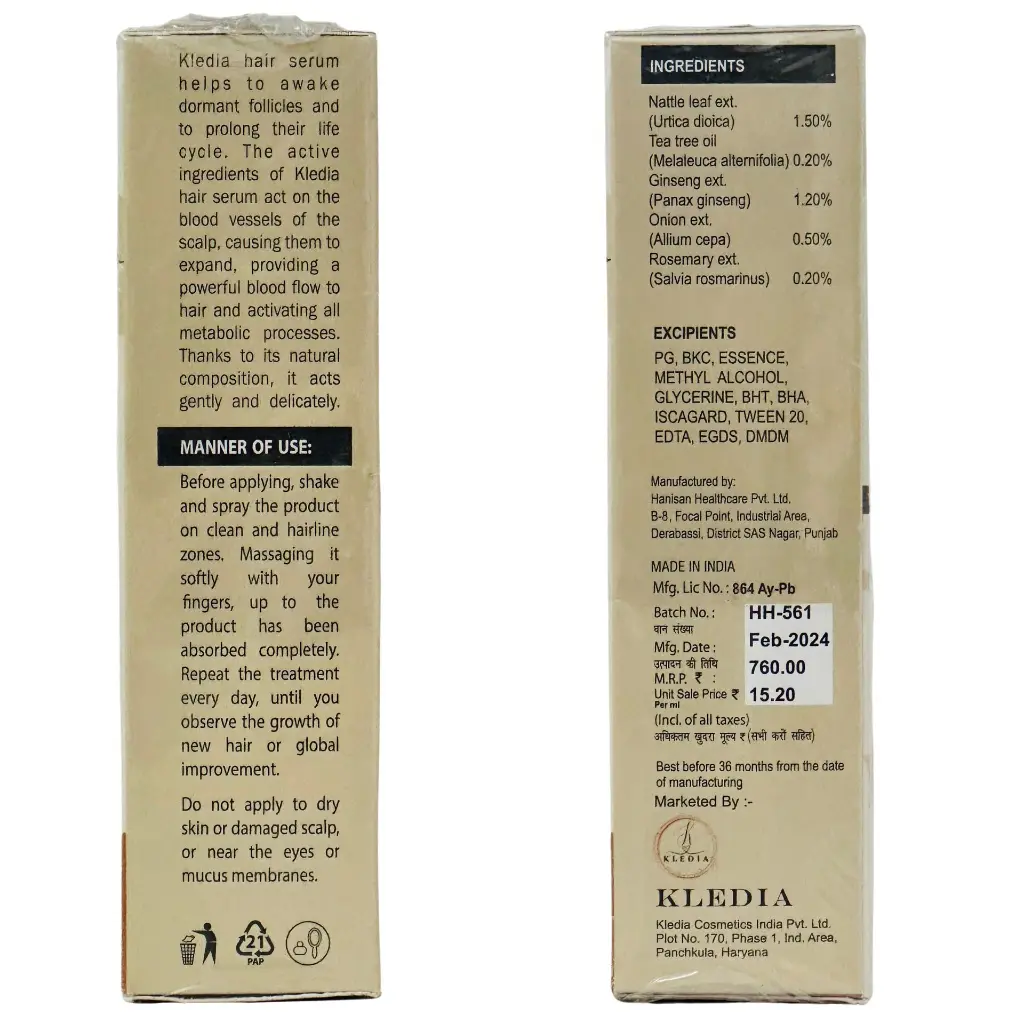 Kledia hair serum
helps to awake
dormant follicles and
to prolong their life
cycle. The active
ingredients of Kledia
hair serum act on the
blood vessels of the
scalp, causing them to
expand, providing a
powerful blood flow to
hair and activating all
metabolic processes.
Thanks to its natural
composition, it acts
gently and delicately.
MANNER OF USE:
Before applying, shake
and spray the product
on clean and hairline
zones. Massaging it
softly with your
fingers, up to the
product has been
absorbed completely.
Repeat the treatment
every day, until you
observe the growth of
new hair or global
improvement.
Do not apply to dry
skin or damaged scalp,
or near the eyes or
mucus membranes.
21
PAP
INGREDIENTS
Nattle leaf ext.
(Urtica dioica) 1.50%
Tea tree oil
(Melaleuca alternifolia) 0.20%
Ginseng ext.
(Panax ginseng) 1.20%
Onion ext.
(Allium cepa) 0.50%
Rosemary ext.
(Salvia rosmarinus) 0.20%
EXCIPIENTS
PG, BKC, ESSENCE,
METHYL ALCOHOL,
GLYCERINE, BHT, BHA,
ISCAGARD, TWEEN 20,
EDTA, EGDS, DMDM
Manufactured by:
Hanisan Healthcare Pvt. Ltd.
B-8, Focal Point, Industrial Area,
Derabassi, District SAS Nagar, Punjab
MADE IN INDIA
Mfg. Lic No. : 864 Ay-Pb
Batch No. : HH-561
घान संख्या
Mfg. Date : Feb-2024
उत्पादन की तिथि
M.R.P. ₹ : 760.00
Unit Sale Price ₹ 15.20
Per ml
(Incl. of all taxes)
अधिकतम खुदरा मूल्य ₹ (सभी करों सहित)
Best before 36 months from the date
of manufacturing
Marketed By :-
KLEDIA
KLEDIA
Kledia Cosmetics India Pvt. Ltd.
Plot No. 170, Phase 1, Ind. Area,
Panchkula, Haryana